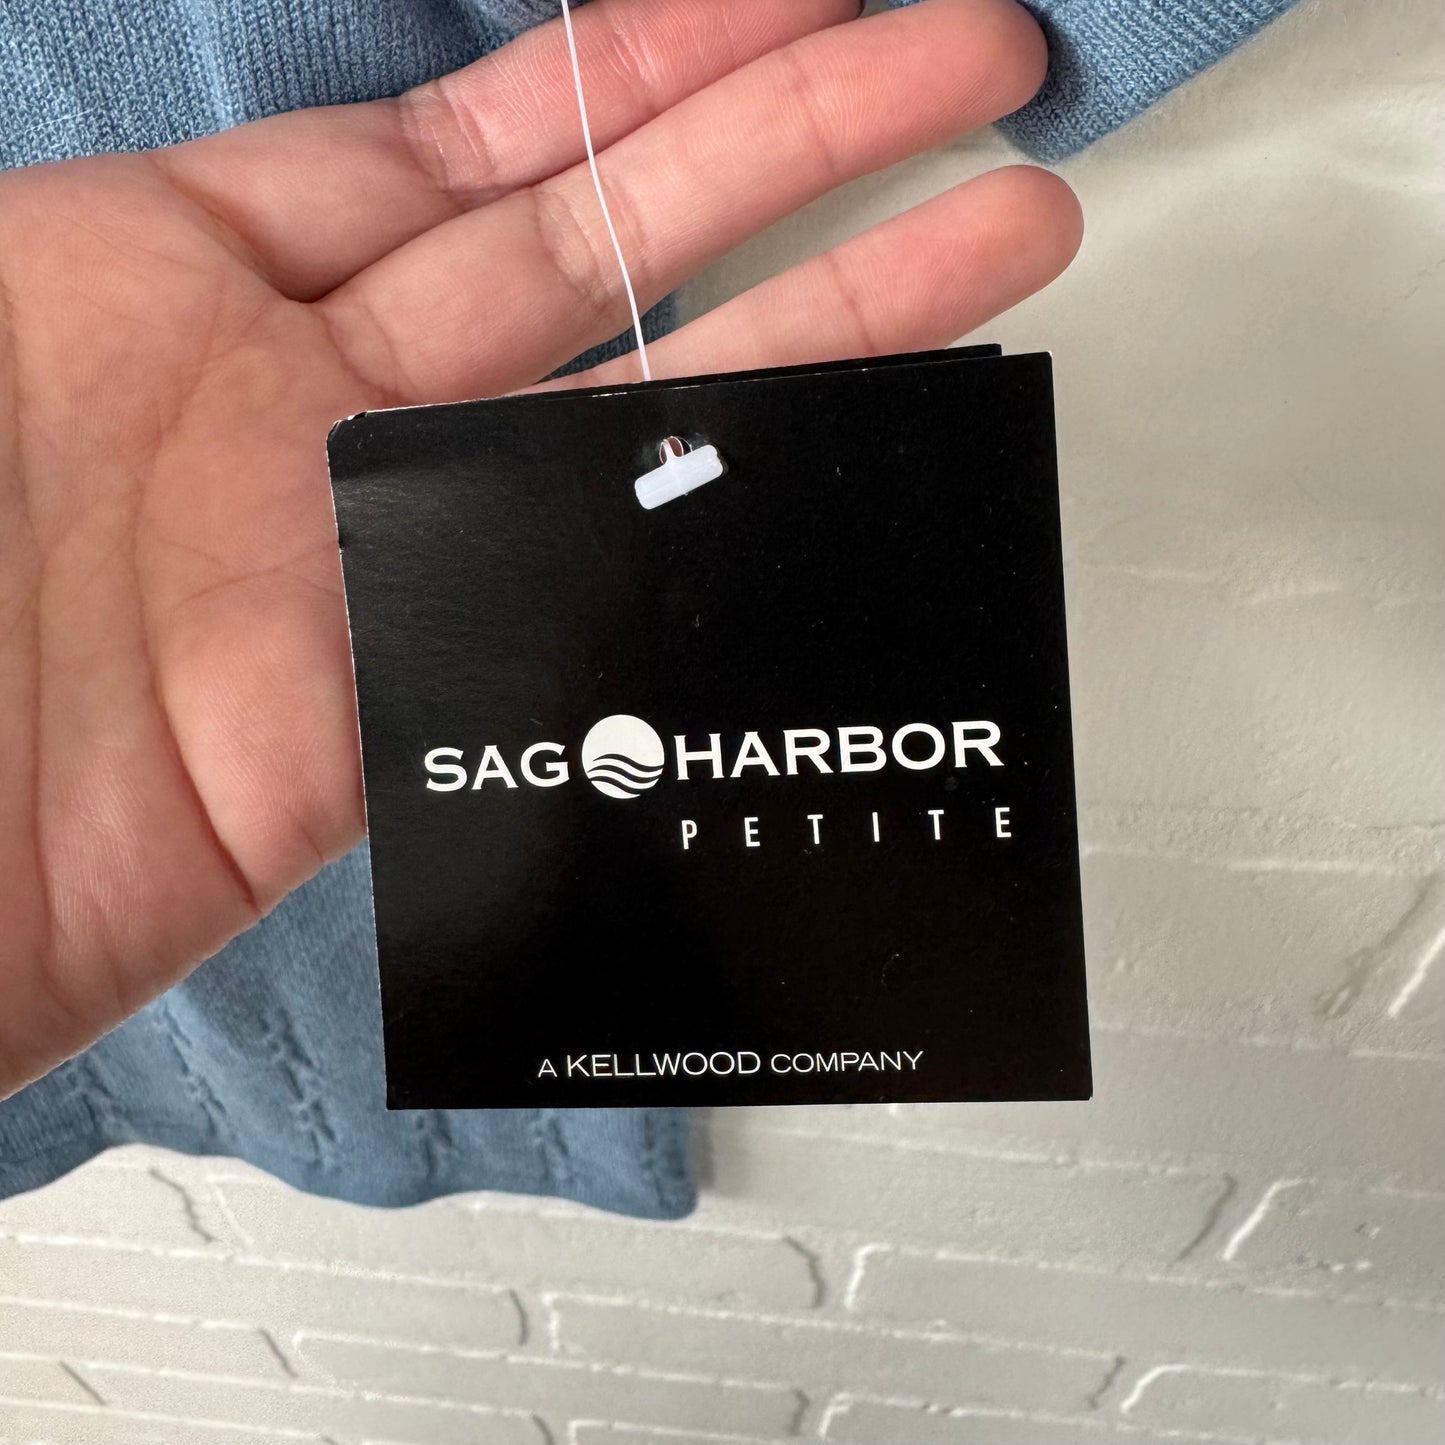 SAG HARBOR
PETITE
A KELLWOOD COMPANY